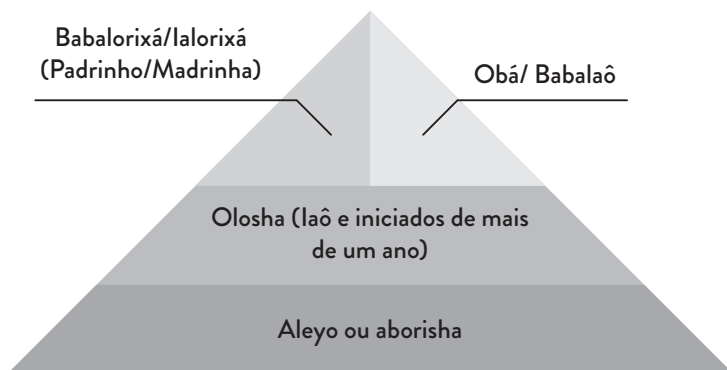 Babalorixá/Ialorixá
(Padrinho/Madrinha)
Obá/ Babalaô
Olosha (Iaô e iniciados de mais
de um ano)
Aleyo ou aborisha